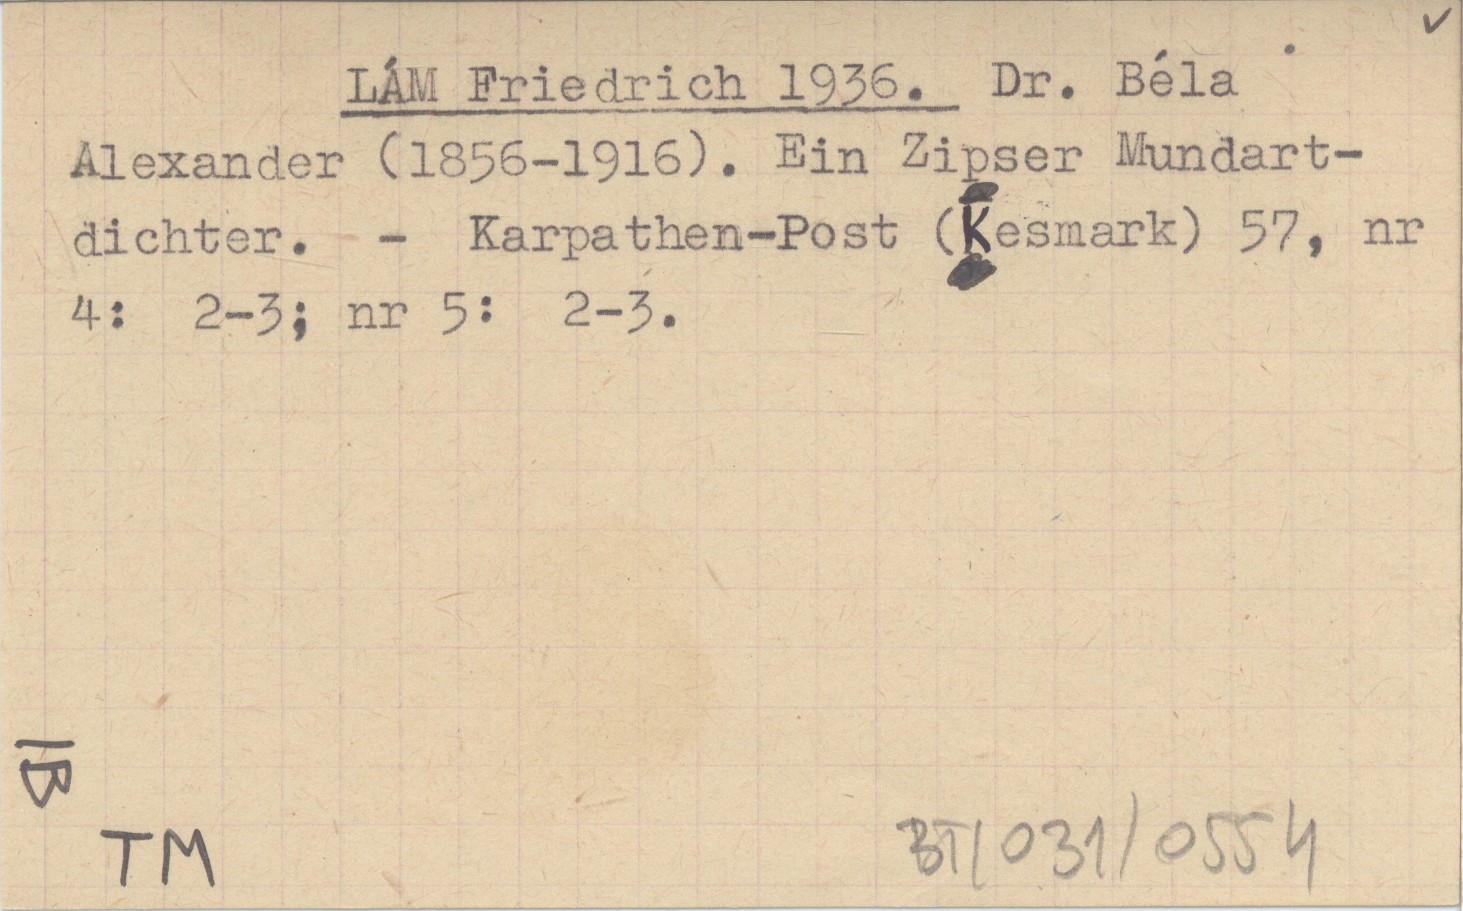 LÁM Friedrich 1936. Dr. Béla
Alexander (1856-1916). Ein Zipser Mundart-
dichter. - Karpathen-Post (Kesmark) 57, nr
4: 2-3; nr 5: 2-3.
IB
TM
BT/031/0554